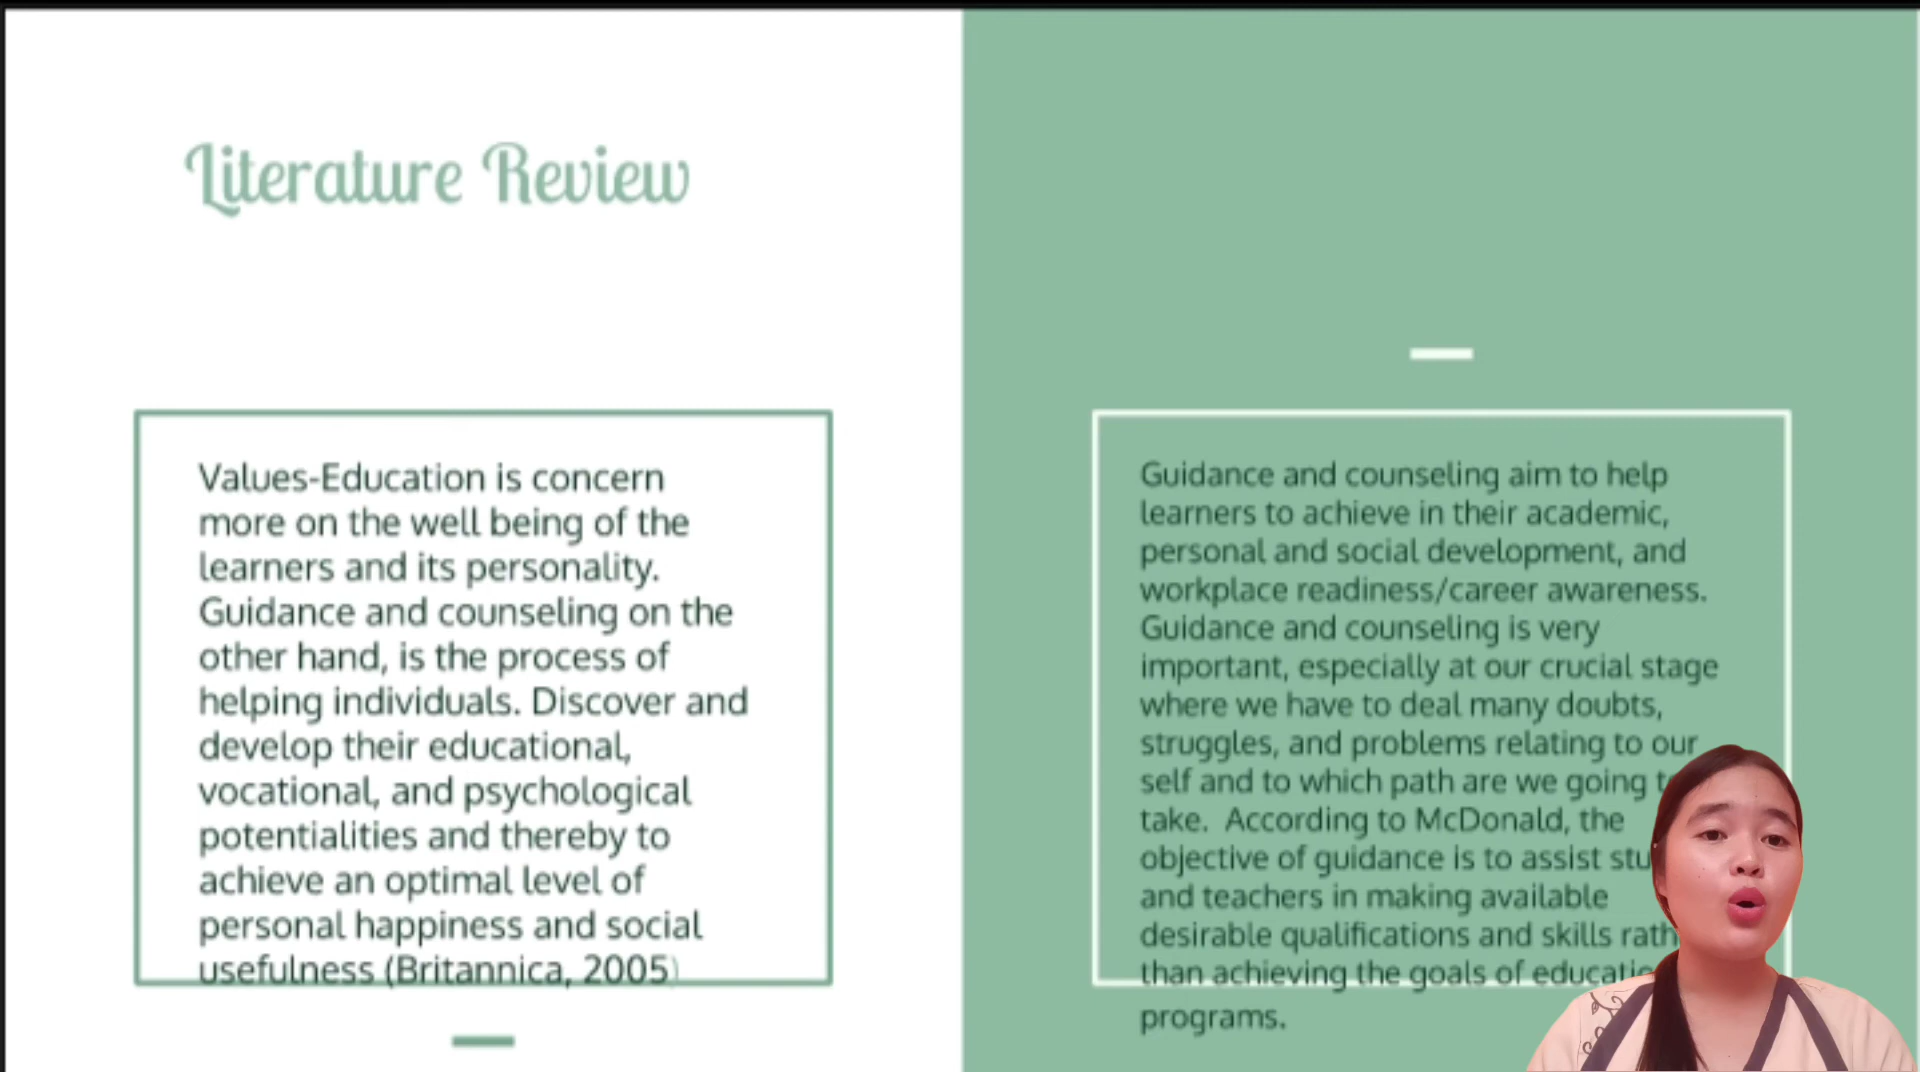 Literature Review
Values-Education is concern
more on the well being of the
learners and its personality.
Guidance and counseling on the
other hand, is the process of
helping individuals. Discover and
develop their educational,
vocational, and psychological
potentialities and thereby to
achieve an optimal level of
personal happiness and social
usefulness (Britannica, 2005)
Guidance and counseling aim to help
learners to achieve in their academic,
personal and social development, and
workplace readiness/career awareness.
Guidance and counseling is very
important, especially at our crucial stage
where we have to deal many doubts,
struggles, and problems relating to our
self and to which path are we going
take. According to McDonald, the
objective of guidance is to assist
and teachers in making available
desirable qualifications and skills
than achieving the goals of
programs.